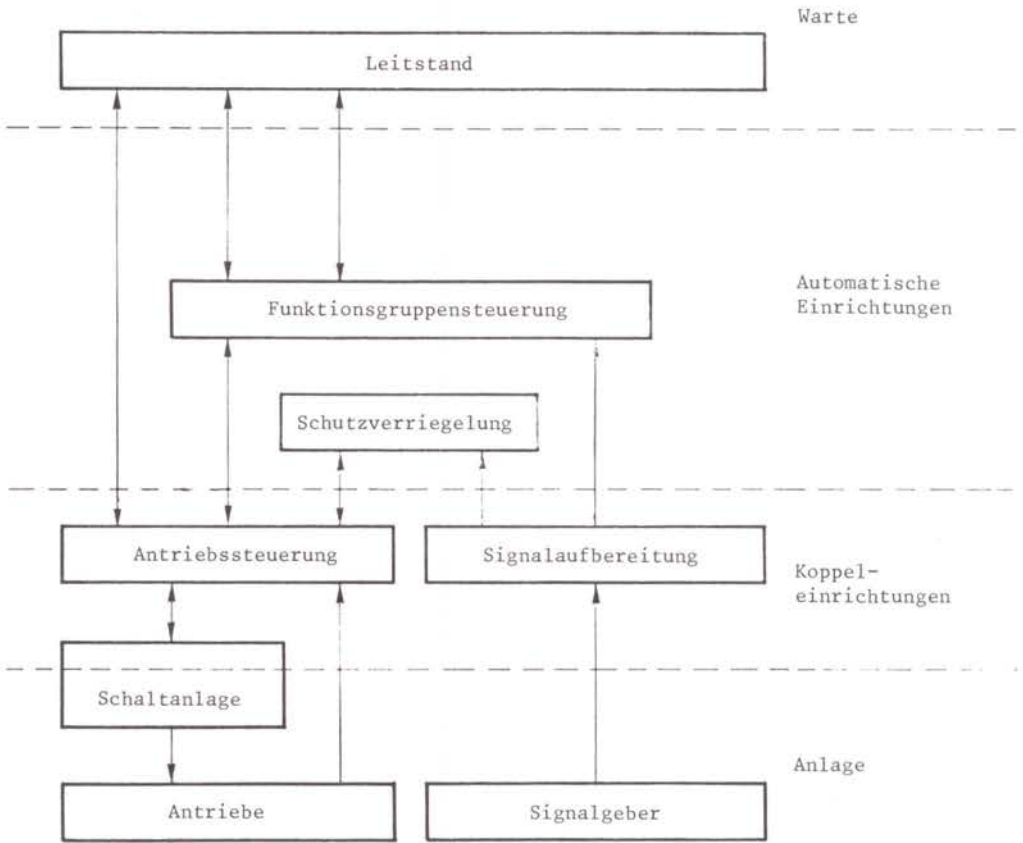 Warte
Leitstand
Automatische
Einrichtungen
Funktionsgruppensteuerung
Schutzverriegelung
Antriebssteuerung
Signalaufbereitung
Koppel-
einrichtungen
Schaltanlage
Anlage
Antriebe
Signalgeber